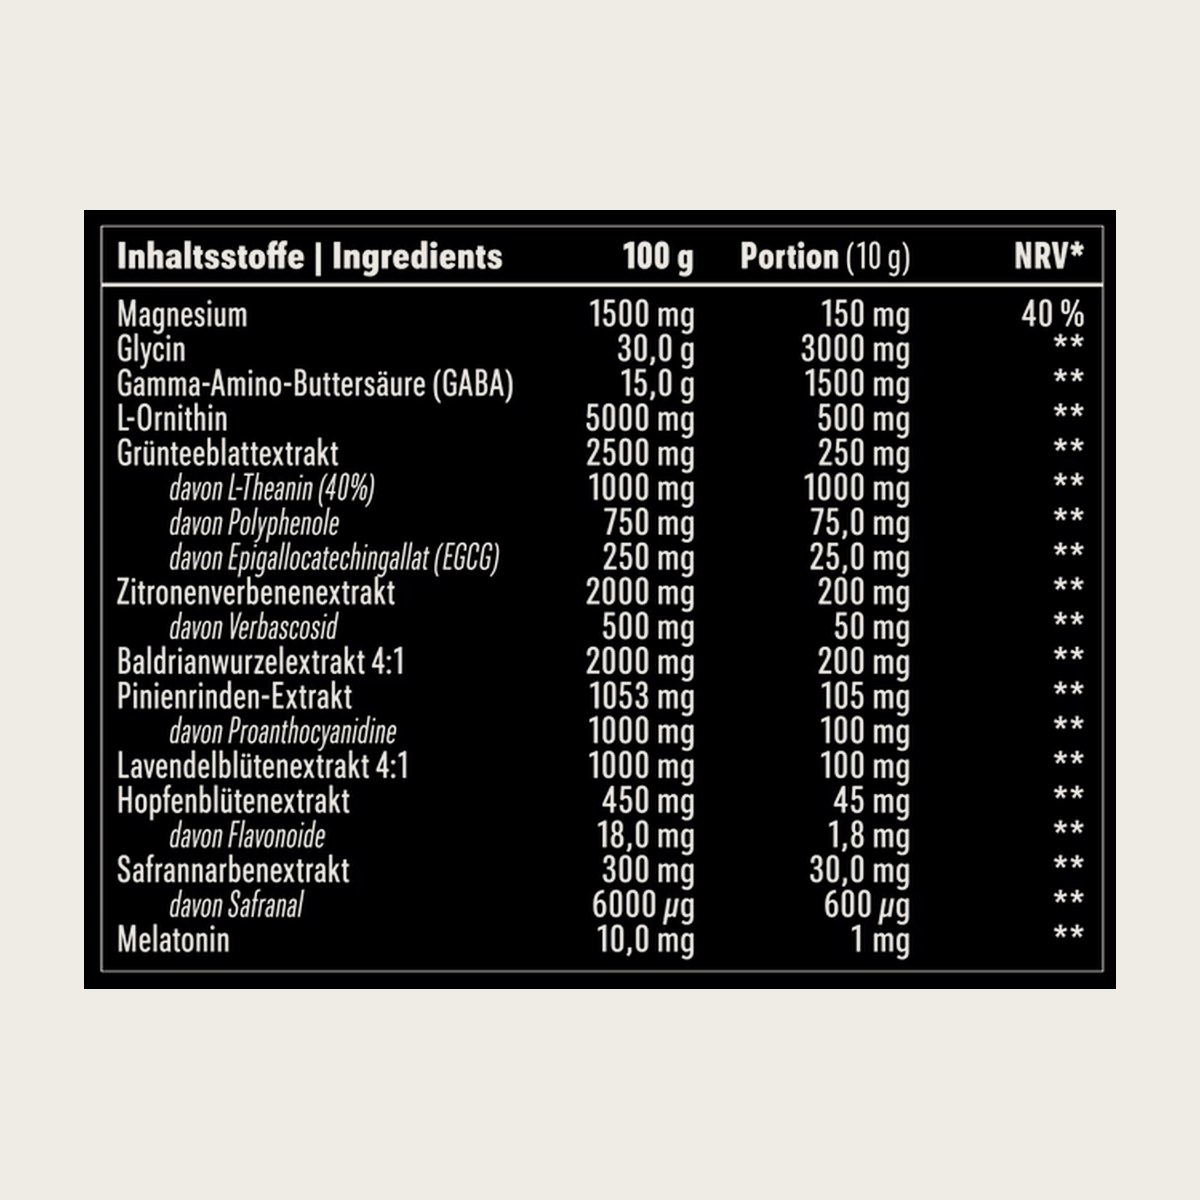 Inhaltsstoffe | Ingredients 100 g Portion (10 g) NRV*
Magnesium 1500 mg 150 mg 40 %
Glycin 30,0 g 3000 mg **
Gamma-Amino-Buttersäure (GABA) 15,0 g 1500 mg **
L-Ornithin 5000 mg 500 mg **
Grünteeblattextrakt 2500 mg 250 mg **
davon L-Theanin (40%) 1000 mg 1000 mg **
davon Polyphenole 750 mg 75,0 mg **
davon Epigallocatechingallat (EGCG) 250 mg 25,0 mg **
Zitronenverbenenextrakt 2000 mg 200 mg **
davon Verbascosid 500 mg 50 mg **
Baldrianwurzelextrakt 4:1 2000 mg 200 mg **
Pinienrinden-Extrakt 1053 mg 105 mg **
davon Proanthocyanidine 1000 mg 100 mg **
Lavendelblütenextrakt 4:1 1000 mg 100 mg **
Hopfenblütenextrakt 450 mg 45 mg **
davon Flavonoide 18,0 mg 1,8 mg **
Safrannarbenextrakt 300 mg 30,0 mg **
davon Safranal 6000 µg 600 µg **
Melatonin 10,0 mg 1 mg **